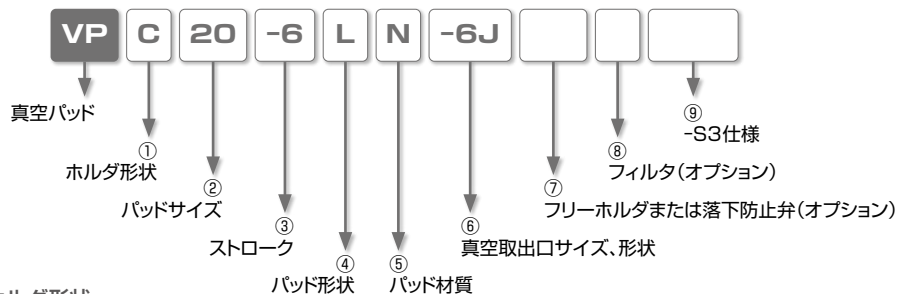 VP C 20 -6 L N -6J
真空パッド
①
ホルダ形状
②
パッドサイズ
③
ストローク
④
パッド形状
⑤
パッド材質
⑥
真空取出口サイズ、形状
⑦
フリーホルダまたは落下防止弁(オプション)
⑧
フィルタ(オプション)
⑨
-S3仕様